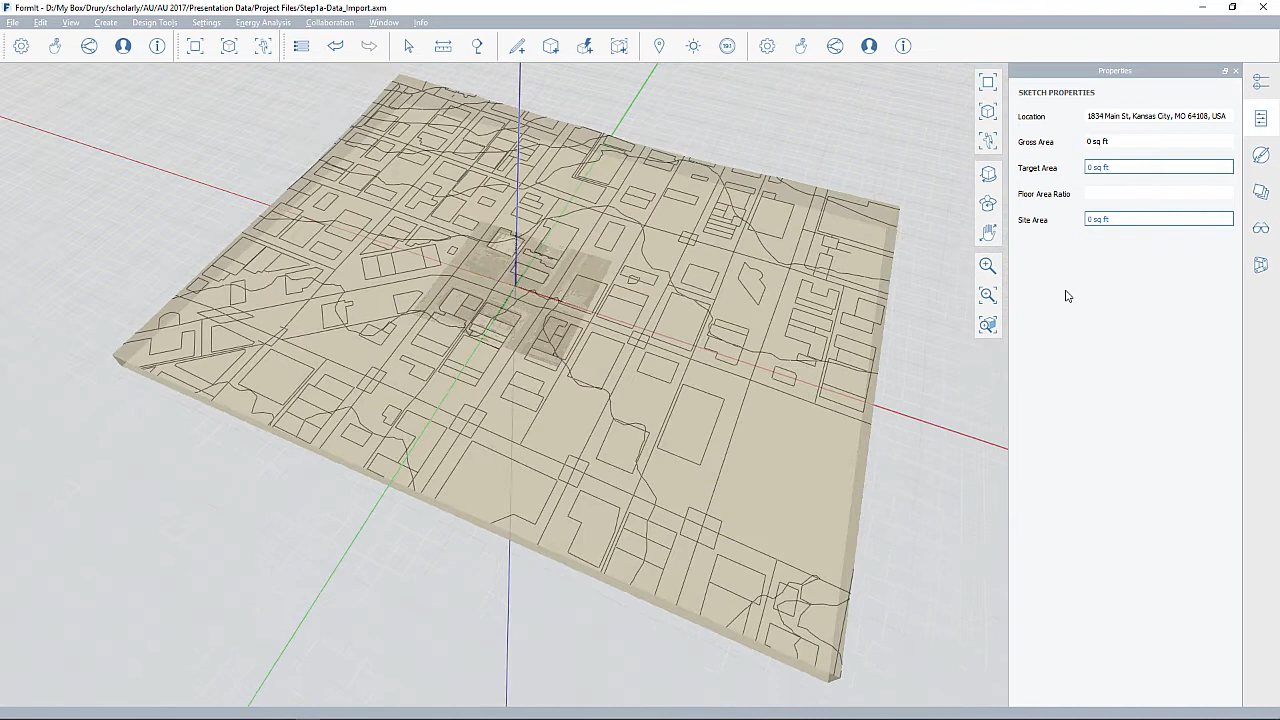 FormIt - D:/My Box/Drury/scholarly/AU/AU 2017/Presentation Data/Project Files/Step1a-Data_Import.axm
File Edit View Create Design Tools Settings Energy Analysis Collaboration Window Info
Properties
SKETCH PROPERTIES
Location 1834 Main St, Kansas City, MO 64108, USA
Gross Area 0 sq ft
Target Area 0 sq ft
Floor Area Ratio
Site Area 0 sq ft